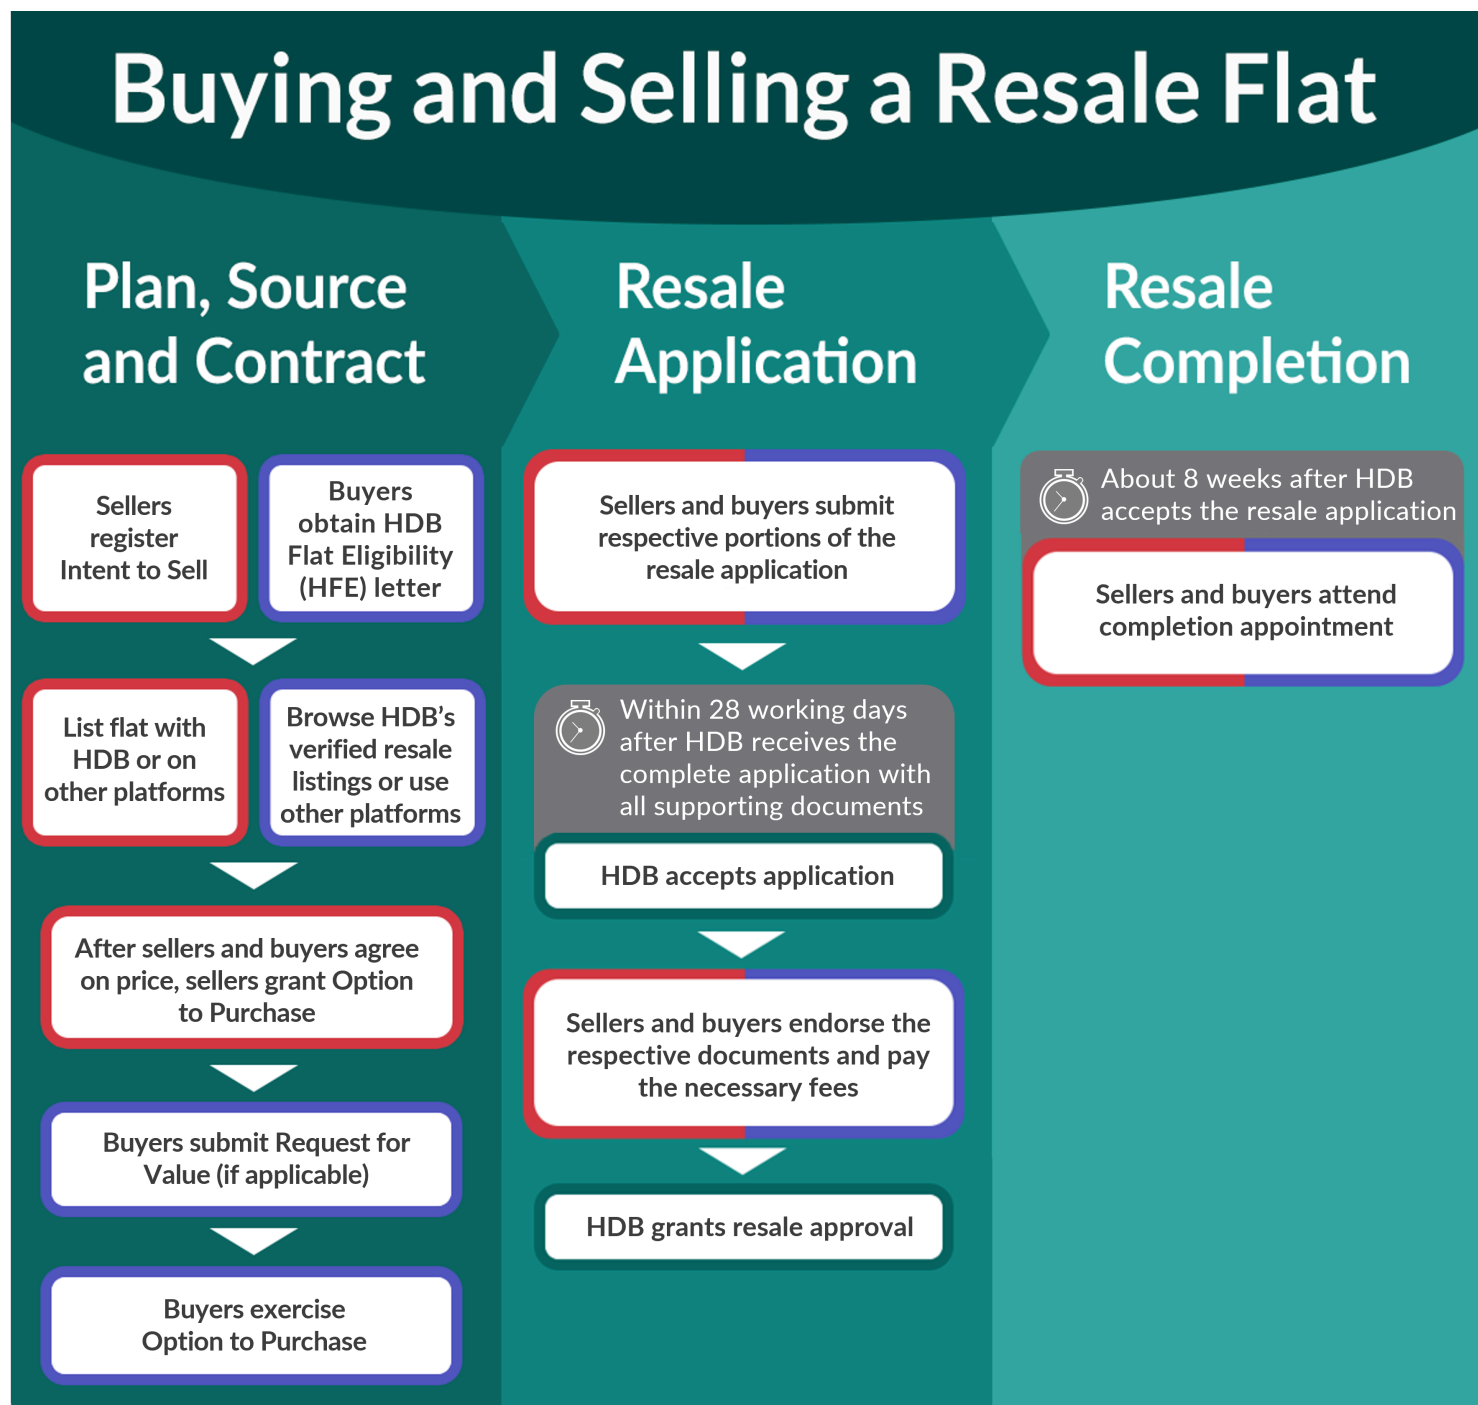 Buying and Selling a Resale Flat
Plan, Source
and Contract
Sellers
register
Intent to Sell
Buyers
obtain HDB
Flat Eligibility
(HFE) letter
List flat with
HDB or on
other platforms
Browse HDB’s
verified resale
listings or use
other platforms
After sellers and buyers agree
on price, sellers grant Option
to Purchase
Buyers submit Request for
Value (if applicable)
Buyers exercise
Option to Purchase
Resale
Application
Sellers and buyers submit
respective portions of the
resale application
Within 28 working days
after HDB receives the
complete application with
all supporting documents
HDB accepts application
Sellers and buyers endorse the
respective documents and pay
the necessary fees
HDB grants resale approval
Resale
Completion
About 8 weeks after HDB
accepts the resale application
Sellers and buyers attend
completion appointment